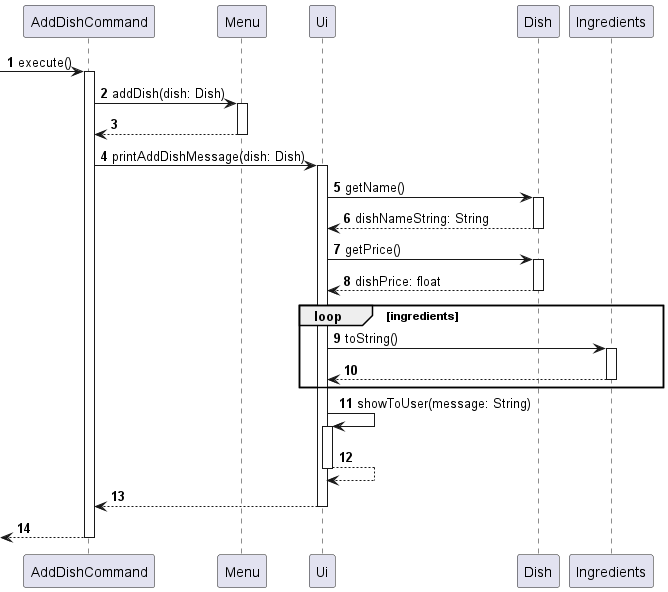 AddDishCommand Menu Ui Dish Ingredients
1 execute()
2 addDish(dish: Dish)
3
4 printAddDishMessage(dish: Dish)
5 getName()
6 dishNameString: String
7 getPrice()
8 dishPrice: float
loop [ingredients]
9 toString()
10
11 showToUser(message: String)
12
13
14
AddDishCommand Menu Ui Dish Ingredients